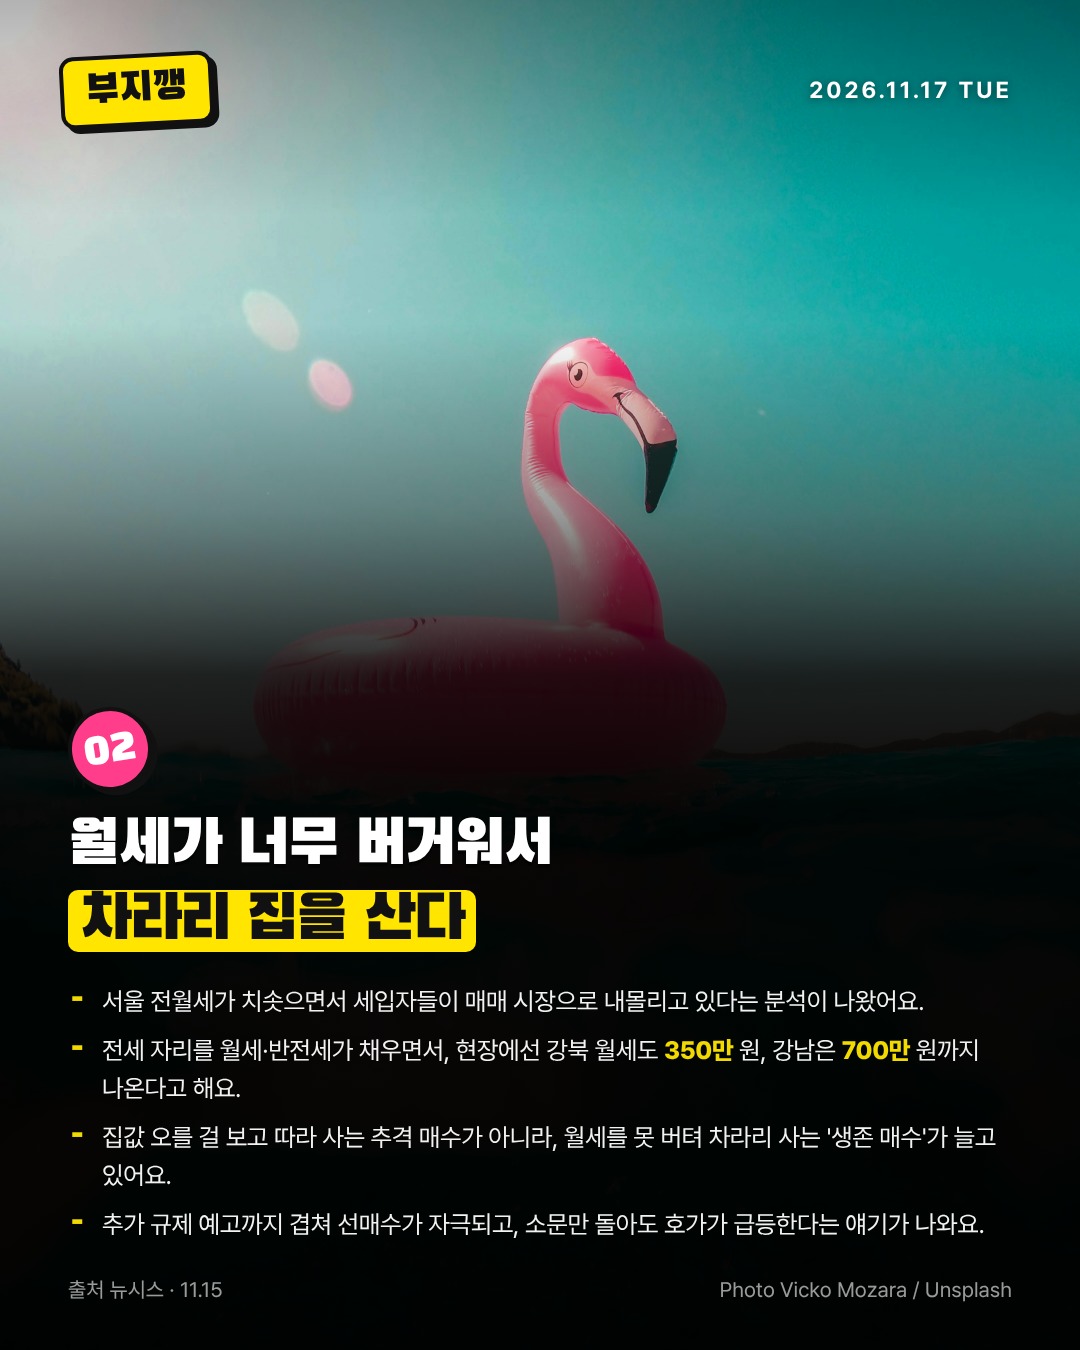 부지깽
2026.11.17 TUE
02
월세가 너무 버거워서
차라리 집을 산다
- 서울 전월세가 치솟으면서 세입자들이 매매 시장으로 내몰리고 있다는 분석이 나왔어요.
- 전세 자리를 월세·반전세가 채우면서, 현장에선 강북 월세도 350만 원, 강남은 700만 원까지
나온다고 해요.
- 집값 오를 걸 보고 따라 사는 추격 매수가 아니라, 월세를 못 버텨 차라리 사는 '생존 매수'가 늘고
있어요.
- 추가 규제 예고까지 겹쳐 선매수가 자극되고, 소문만 돌아도 호가가 급등한다는 얘기가 나와요.
출처 뉴시스 · 11.15
Photo Vicko Mozara / Unsplash